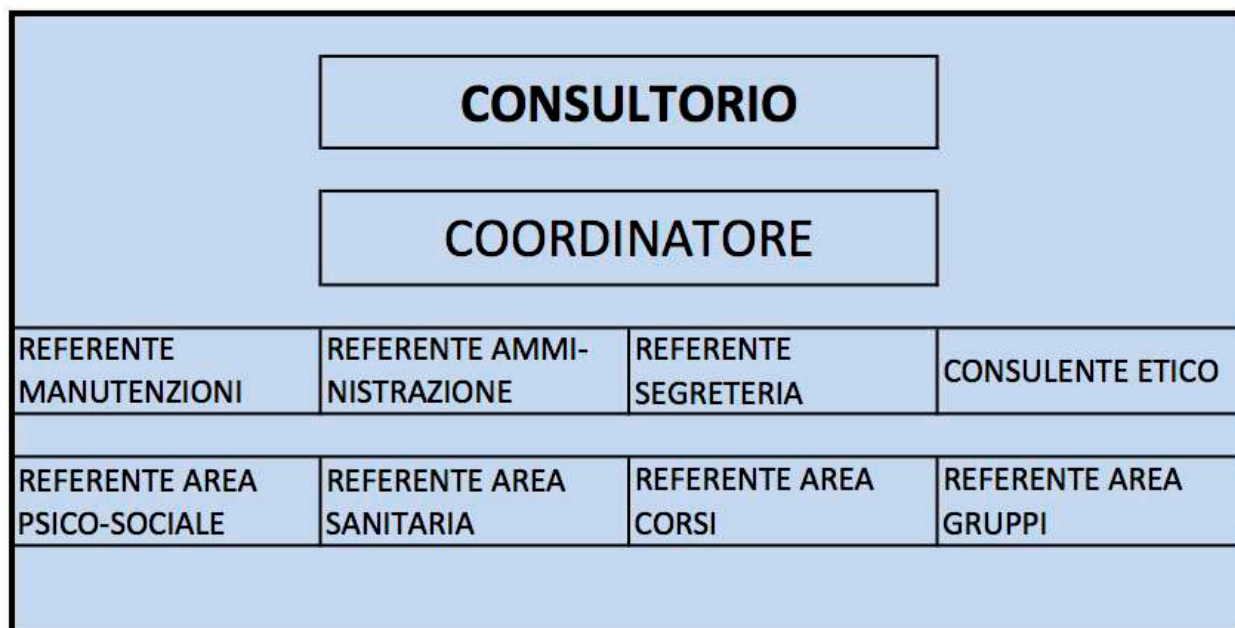 CONSULTORIO
COORDINATORE
REFERENTE
MANUTENZIONI
REFERENTE AMMI-
NISTRAZIONE
REFERENTE
SEGRETERIA
CONSULENTE ETICO
REFERENTE AREA
PSICO-SOCIALE
REFERENTE AREA
SANITARIA
REFERENTE AREA
CORSI
REFERENTE AREA
GRUPPI